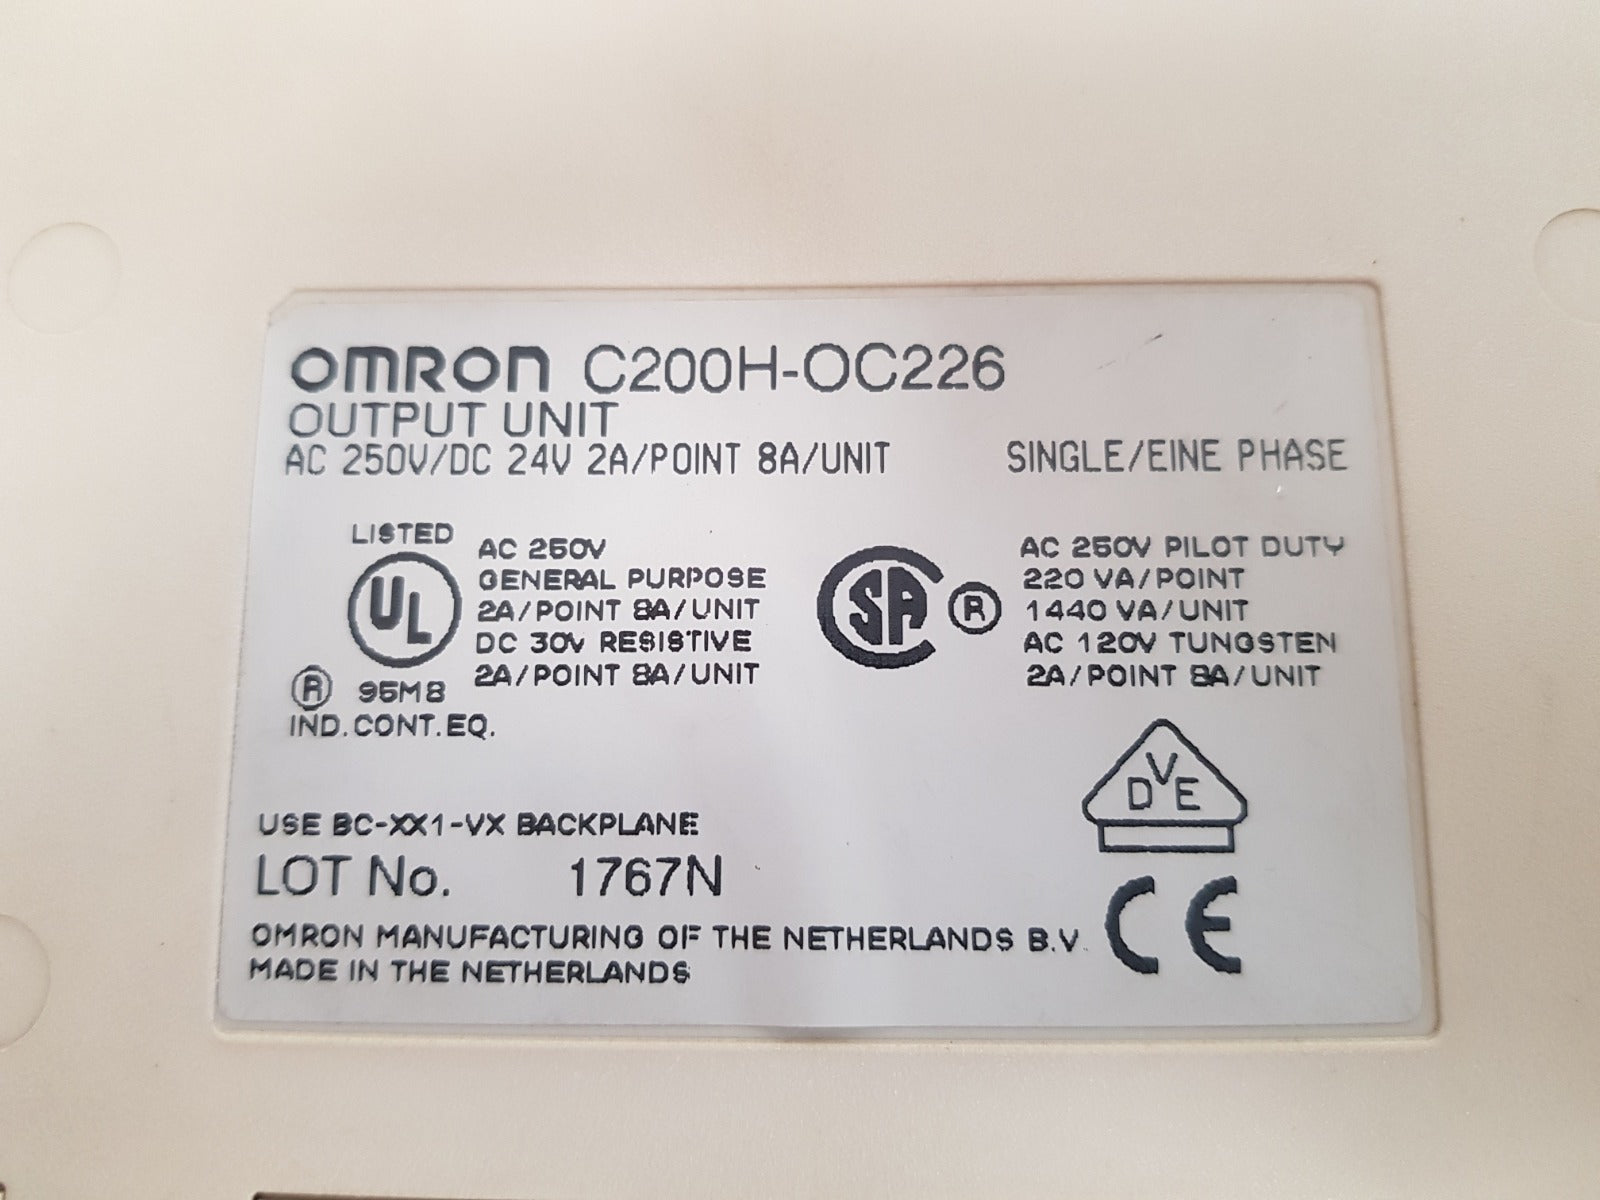 OMRON C200H-OC226
OUTPUT UNIT
AC 250V/DC 24V 2A/POINT 8A/UNIT SINGLE/EINE PHASE
LISTED
UL
® 95M8
IND.CONT.EQ.
AC 250V
GENERAL PURPOSE
2A/POINT 8A/UNIT
DC 30V RESISTIVE
2A/POINT 8A/UNIT
CSA ®
AC 250V PILOT DUTY
220 VA/POINT
1440 VA/UNIT
AC 120V TUNGSTEN
2A/POINT 8A/UNIT
DVE
USE BC-XX1-VX BACKPLANE
LOT No. 1767N
OMRON MANUFACTURING OF THE NETHERLANDS B.V.
MADE IN THE NETHERLANDS
CE